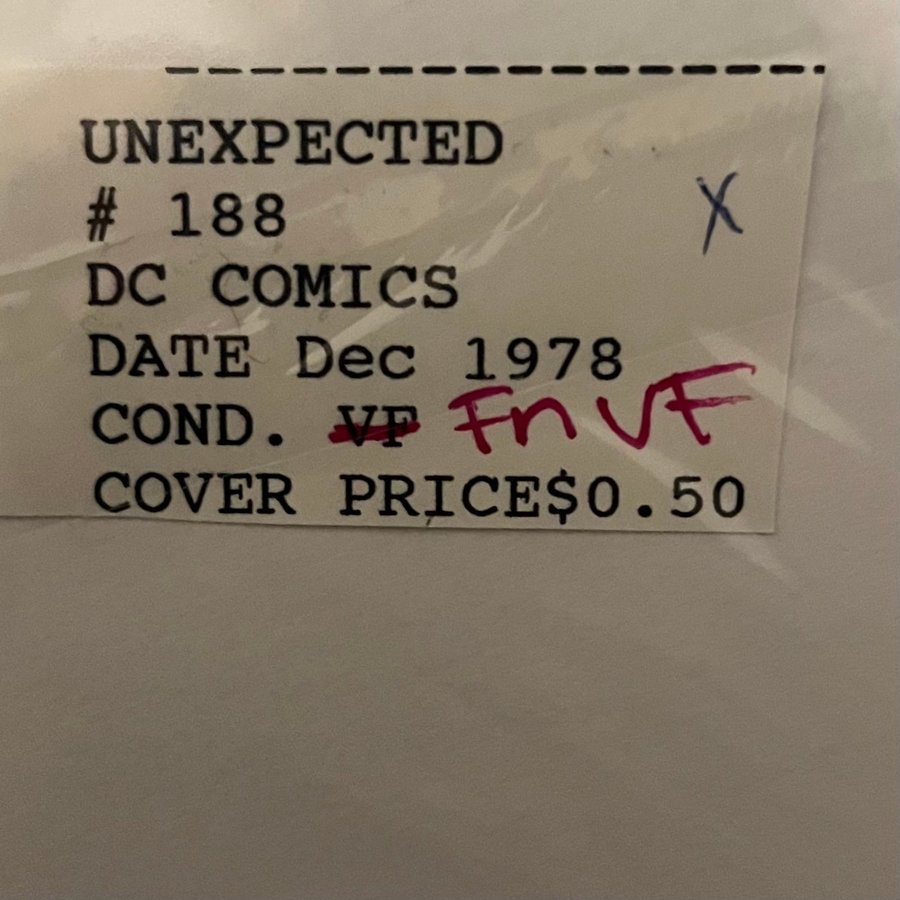 UNEXPECTED
# 188 X
DC COMICS
DATE Dec 1978
COND. VF Fn VF
COVER PRICE$0.50